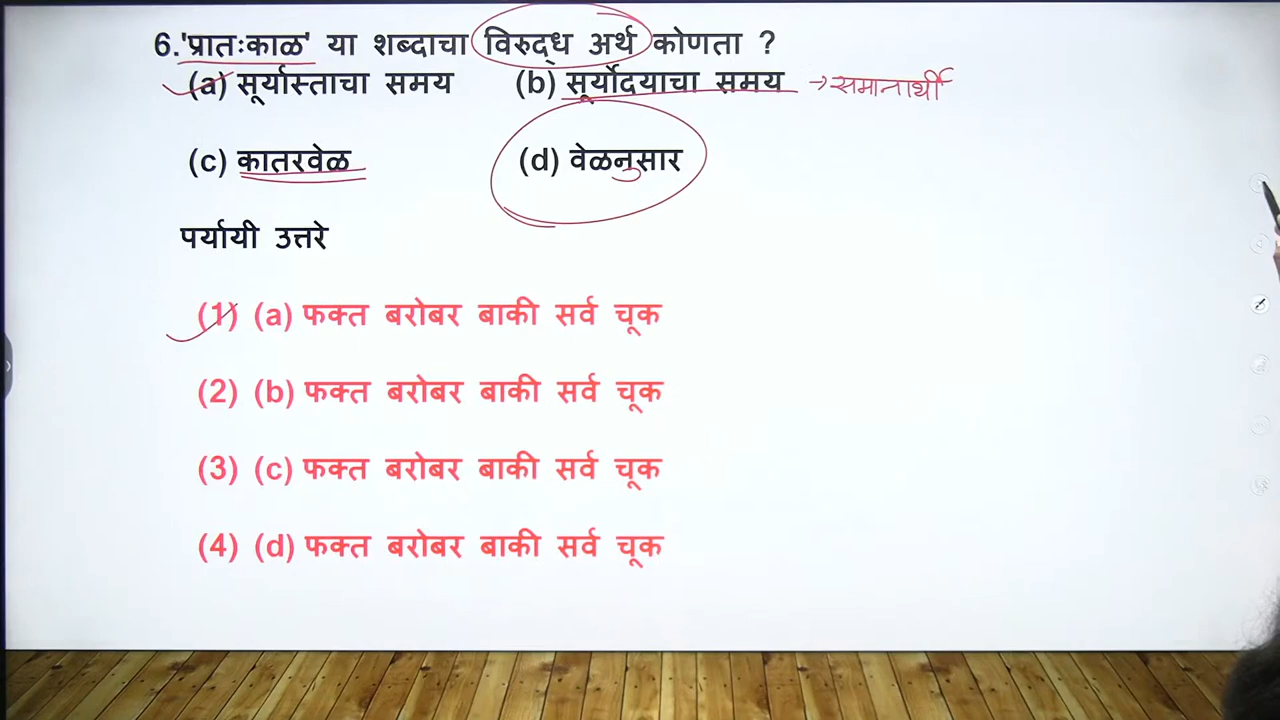 6.'प्रातःकाळ' या शब्दाचा विरुद्ध अर्थ कोणता ?
(a) सूर्यास्ताचा समय (b) सूर्योदयाचा समय →समानार्थी
(c) कातरवेळ (d) वेळनुसार
पर्यायी उत्तरे
(1) (a) फक्त बरोबर बाकी सर्व चूक
(2) (b) फक्त बरोबर बाकी सर्व चूक
(3) (c) फक्त बरोबर बाकी सर्व चूक
(4) (d) फक्त बरोबर बाकी सर्व चूक